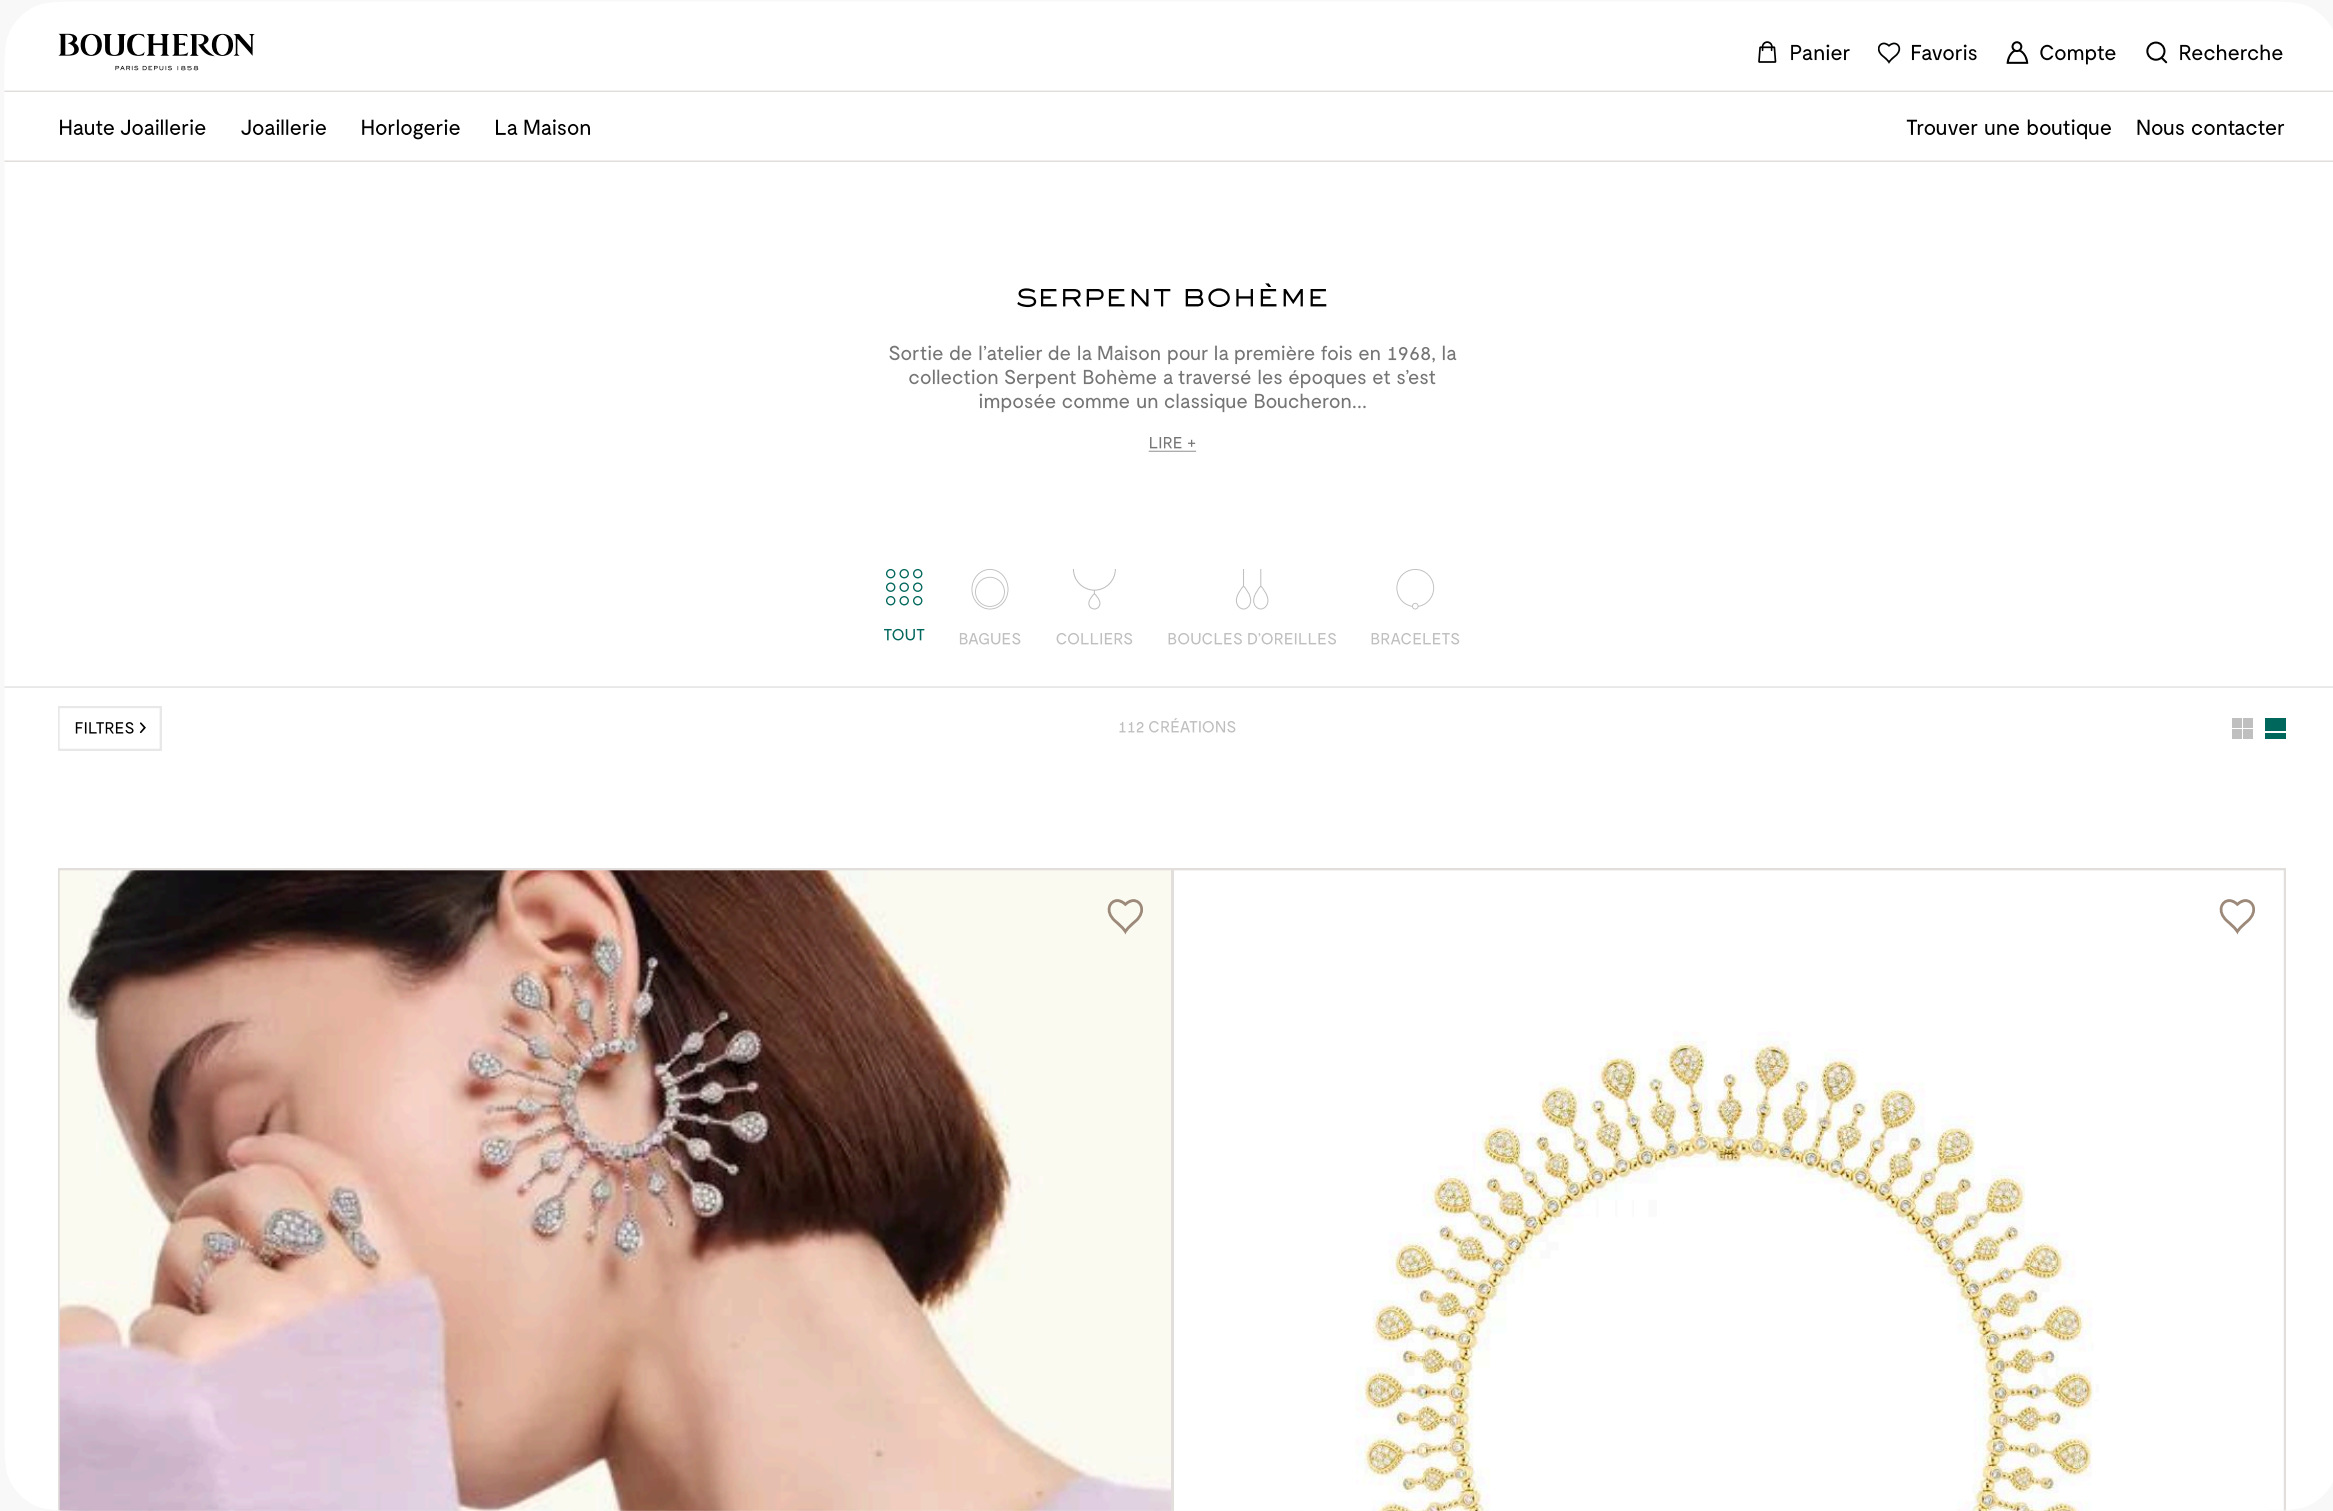 BOUCHERON
PARIS DEPUIS 1858
Panier
Favoris
Compte
Recherche
Haute Joaillerie
Joaillerie
Horlogerie
La Maison
Trouver une boutique
Nous contacter
SERPENT BOHÈME
Sortie de l’atelier de la Maison pour la première fois en 1968, la
collection Serpent Bohème a traversé les époques et s’est
imposée comme un classique Boucheron...
LIRE +
TOUT
BAGUES
COLLIERS
BOUCLES D'OREILLES
BRACELETS
FILTRES >
112 CRÉATIONS